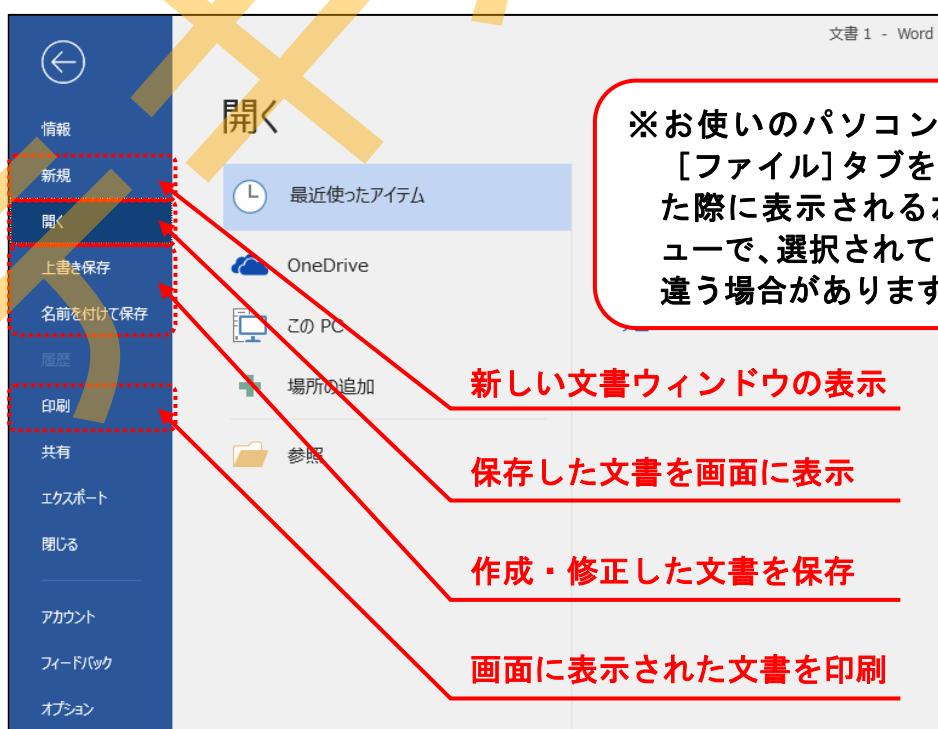 文書 1 - Word
情報
新規
開く
上書き保存
名前を付けて保存
履歴
印刷
共有
エクスポート
閉じる
アカウント
フィードバック
オプション
開く
最近使ったアイテム
OneDrive
この PC
場所の追加
参照
※お使いのパソコン
[ファイル]タブを
た際に表示される
ューで、選択されて
違う場合があります
新しい文書ウィンドウの表示
保存した文書を画面に表示
作成・修正した文書を保存
画面に表示された文書を印刷